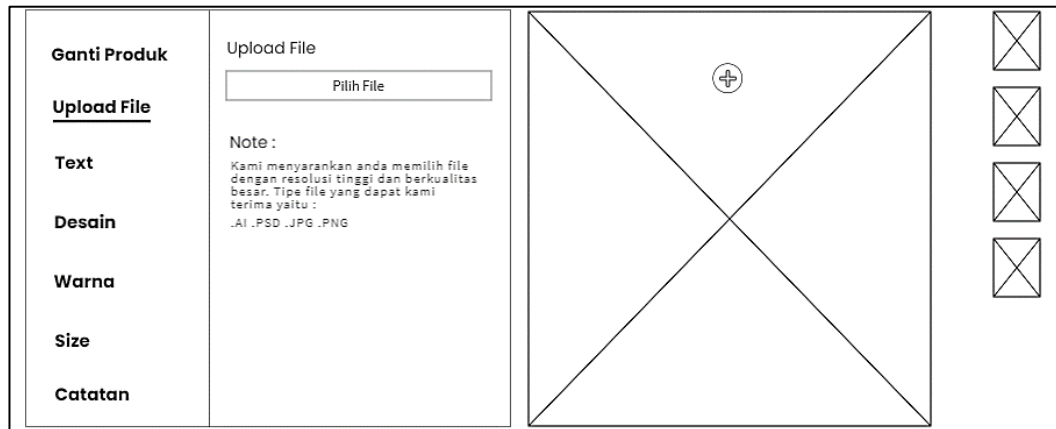 Ganti Produk
Upload File
Text
Desain
Warna
Size
Catatan
Upload File
Pilih File
Note :
Kami menyarankan anda memilih file
dengan resolusi tinggi dan berkualitas
besar. Tipe file yang dapat kami
terima yaitu :
.AI .PSD .JPG .PNG